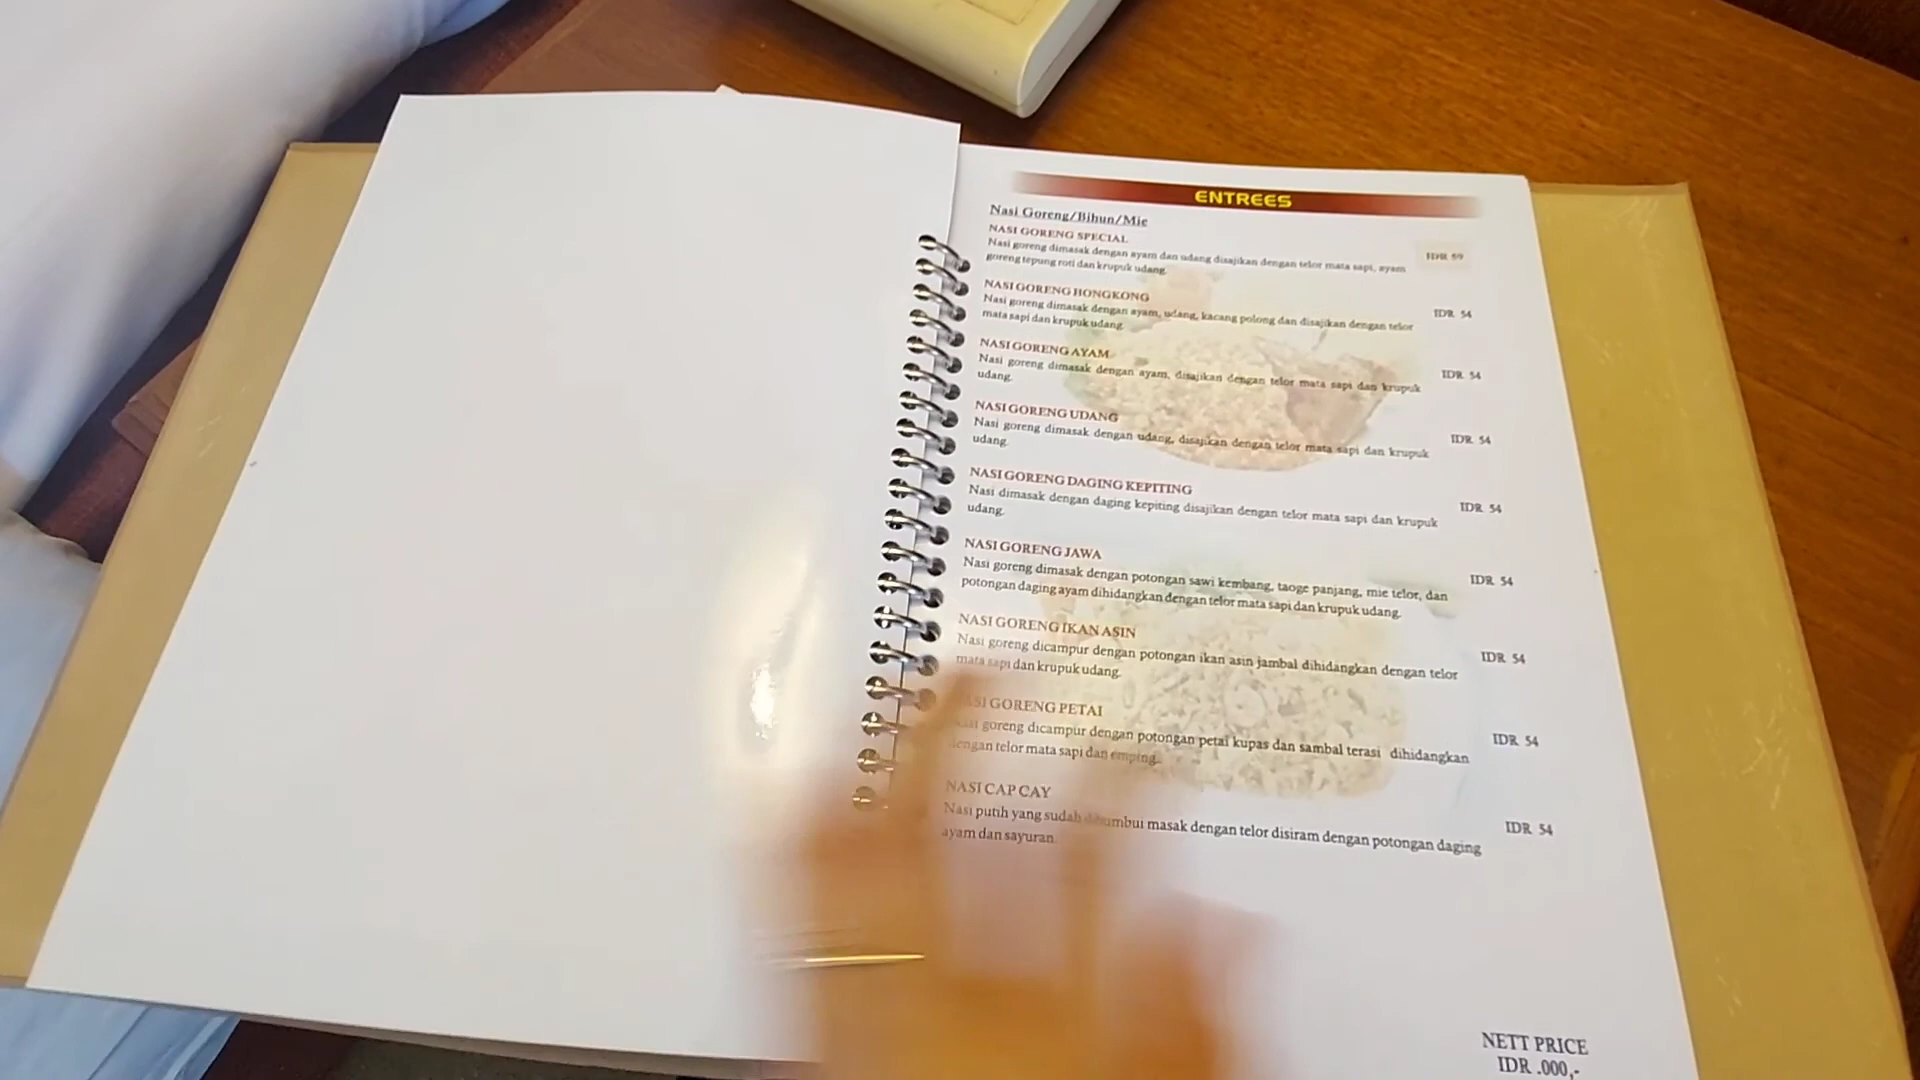 ENTREES
Nasi Goreng/Bihun/Mie
NASI GORENG SPECIAL
Nasi goreng dimasak dengan ayam dan udang disajikan dengan telor mata sapi, ayam
goreng tepung roti dan krupuk udang.
IDR 59
NASI GORENG HONGKONG
Nasi goreng dimasak dengan ayam, udang, kacang polong dan disajikan dengan telor
mata sapi dan krupuk udang.
IDR 54
NASI GORENG AYAM
Nasi goreng dimasak dengan ayam, disajikan dengan telor mata sapi dan krupuk
udang.
IDR 54
NASI GORENG UDANG
Nasi goreng dimasak dengan udang, disajikan dengan telor mata sapi dan krupuk
udang.
IDR 54
NASI GORENG DAGING KEPITING
Nasi dimasak dengan daging kepiting disajikan dengan telor mata sapi dan krupuk
udang.
IDR 54
NASI GORENG JAWA
Nasi goreng dimasak dengan potongan sawi kembang, taoge panjang, mie telor, dan
potongan daging ayam dihidangkan dengan telor mata sapi dan krupuk udang.
IDR 54
NASI GORENG IKAN ASIN
Nasi goreng dicampur dengan potongan ikan asin jambal dihidangkan dengan telor
mata sapi dan krupuk udang.
IDR 54
NASI GORENG PETAI
Nasi goreng dicampur dengan potongan petai kupas dan sambal terasi dihidangkan
dengan telor mata sapi dan emping.
IDR 54
NASI CAP CAY
Nasi putih yang sudah dibumbui masak dengan telor disiram dengan potongan daging
ayam dan sayuran.
IDR 54
NETT PRICE
IDR .000,-